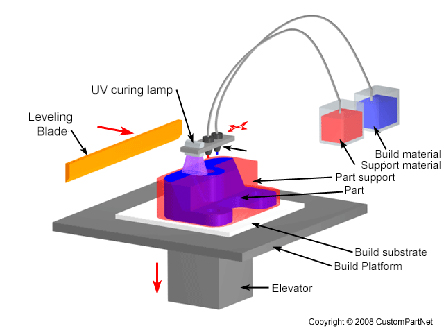 UV curing lamp
Leveling
Blade
Build material
Support material
Part support
Part
Build substrate
Build Platform
Elevator
Copyright © 2008 CustomPartNet